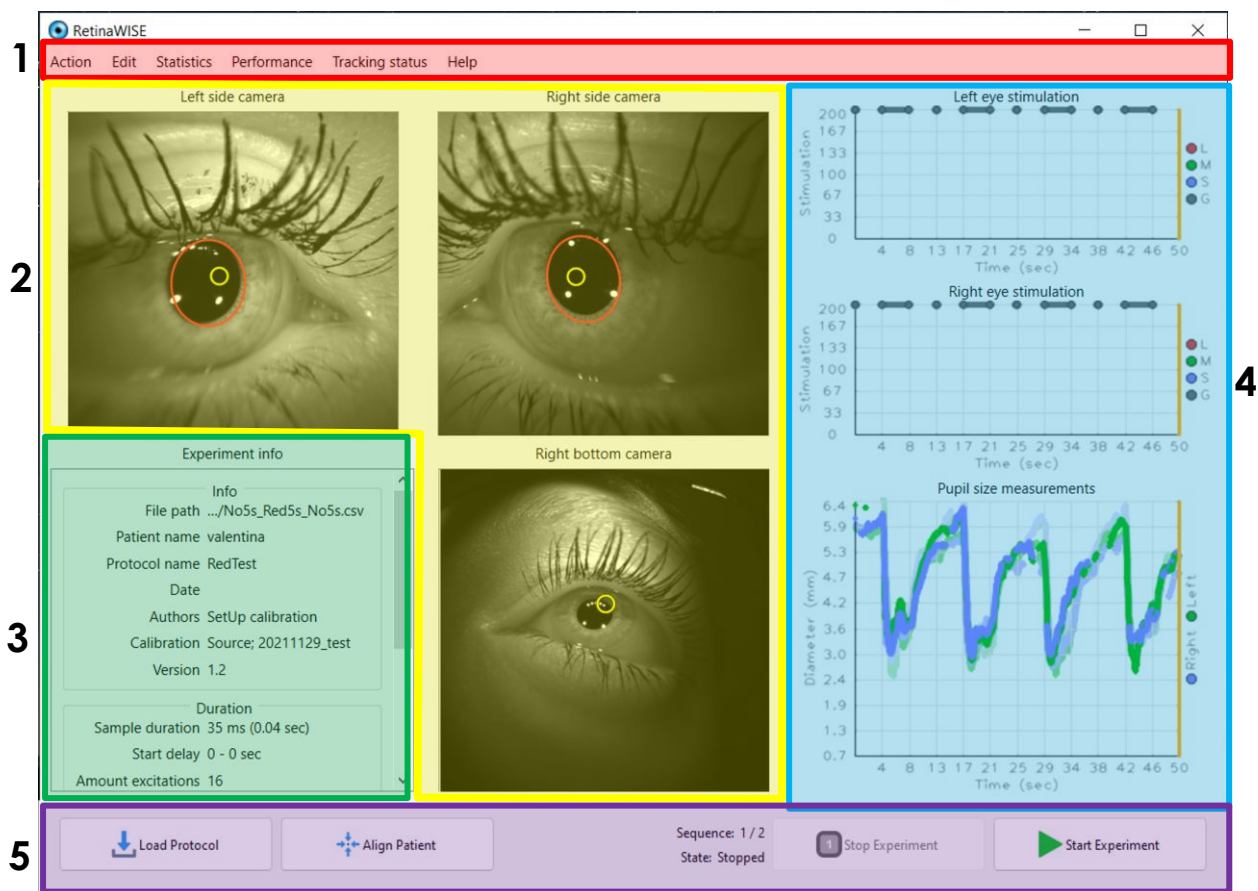 RetinaWISE
1
Action Edit Statistics Performance Tracking status Help
2
Left side camera
Right side camera
Right bottom camera
3
Experiment info
Info
File path .../No5s_Red5s_No5s.csv
Patient name valentina
Protocol name RedTest
Date
Authors SetUp calibration
Calibration Source; 20211129_test
Version 1.2
Duration
Sample duration 35 ms (0.04 sec)
Start delay 0 - 0 sec
Amount excitations 16
4
Left eye stimulation
Stimulation
200
167
133
100
67
33
0
4 8 13 17 21 25 29 34 38 42 46 50
Time (sec)
L
M
S
G
Right eye stimulation
Stimulation
200
167
133
100
67
33
0
4 8 13 17 21 25 29 34 38 42 46 50
Time (sec)
L
M
S
G
Pupil size measurements
Diameter (mm)
6.4
5.9
5.3
4.7
4.2
3.6
3.0
2.4
1.9
1.3
0.7
4 8 13 17 21 25 29 34 38 42 46 50
Time (sec)
Right Left
5
Load Protocol
Align Patient
Sequence: 1 / 2
State: Stopped
1 Stop Experiment
Start Experiment